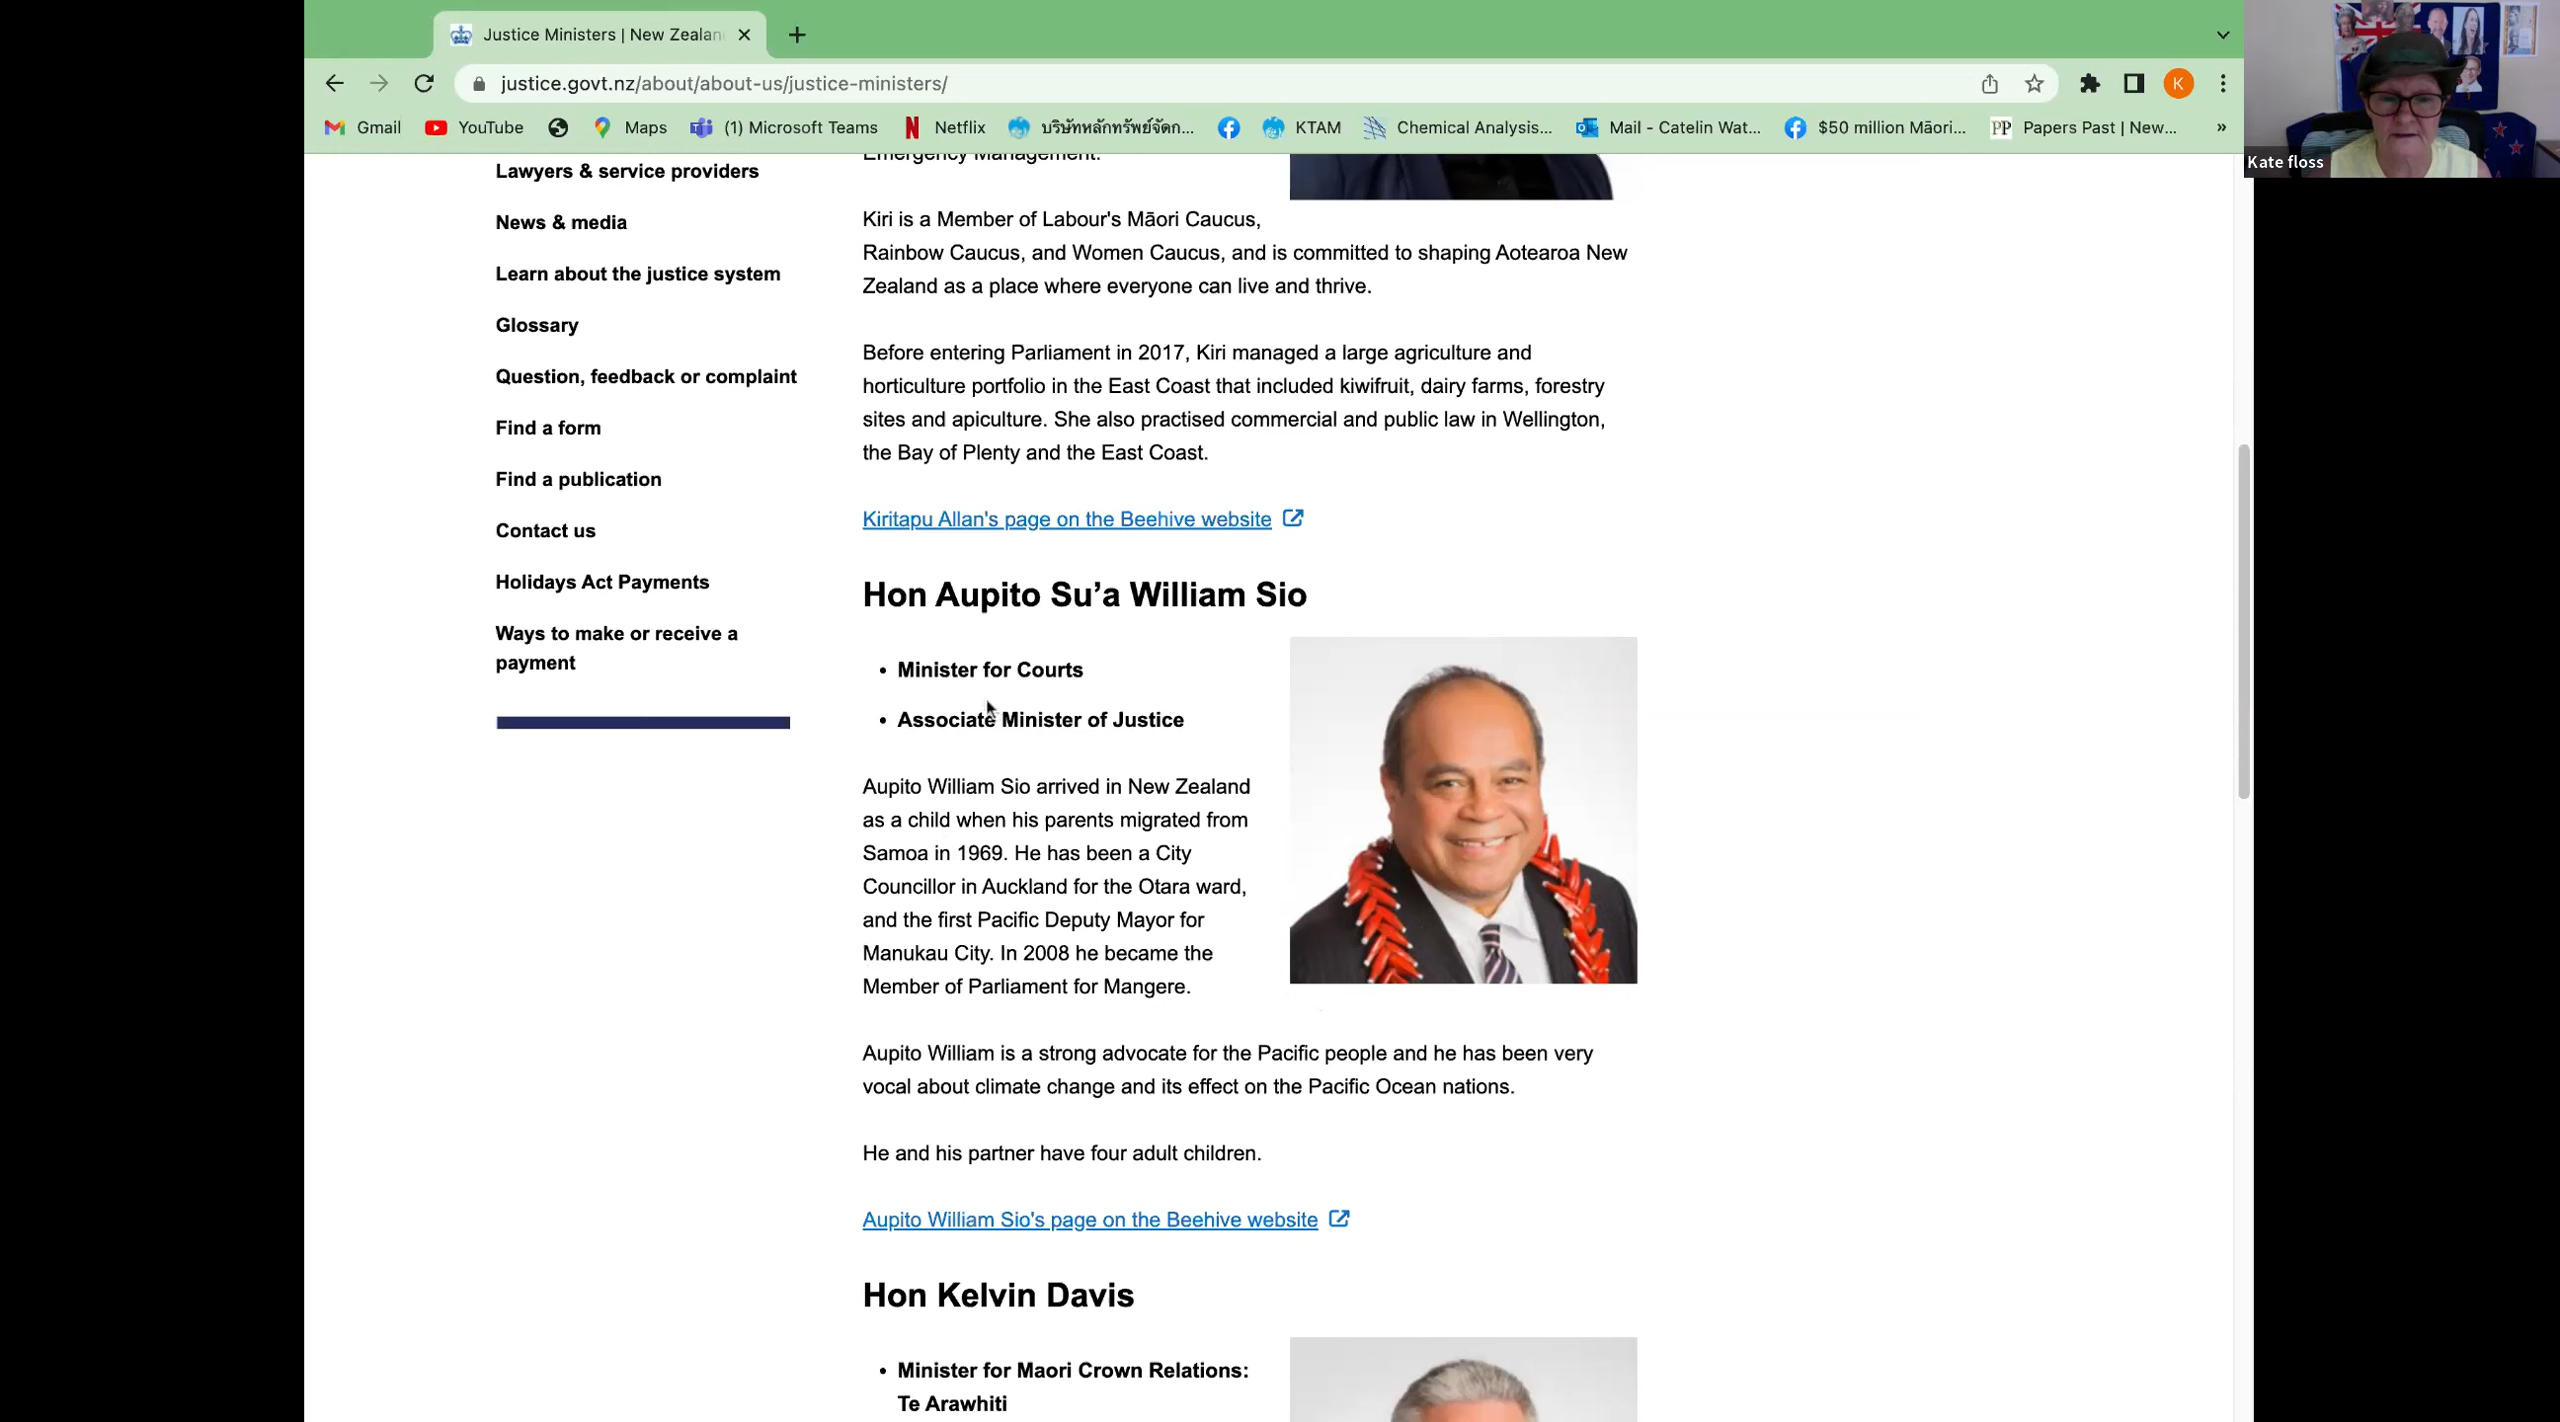 Justice Ministers | New Zealan
justice.govt.nz/about/about-us/justice-ministers/
K
Gmail
YouTube
Maps
(1) Microsoft Teams
Netflix
บริษัทหลักทรัพย์จัดก...
KTAM
Chemical Analysis...
Mail - Catelin Wat...
$50 million Māori...
Papers Past | New...
»
Kate floss
Lawyers & service providers
News & media
Learn about the justice system
Glossary
Question, feedback or complaint
Find a form
Find a publication
Contact us
Holidays Act Payments
Ways to make or receive a
payment
Emergency Management.
Kiri is a Member of Labour's Māori Caucus,
Rainbow Caucus, and Women Caucus, and is committed to shaping Aotearoa New
Zealand as a place where everyone can live and thrive.
Before entering Parliament in 2017, Kiri managed a large agriculture and
horticulture portfolio in the East Coast that included kiwifruit, dairy farms, forestry
sites and apiculture. She also practised commercial and public law in Wellington,
the Bay of Plenty and the East Coast.
Kiritapu Allan's page on the Beehive website
Hon Aupito Su’a William Sio
• Minister for Courts
• Associate Minister of Justice
Aupito William Sio arrived in New Zealand
as a child when his parents migrated from
Samoa in 1969. He has been a City
Councillor in Auckland for the Otara ward,
and the first Pacific Deputy Mayor for
Manukau City. In 2008 he became the
Member of Parliament for Mangere.
Aupito William is a strong advocate for the Pacific people and he has been very
vocal about climate change and its effect on the Pacific Ocean nations.
He and his partner have four adult children.
Aupito William Sio's page on the Beehive website
Hon Kelvin Davis
• Minister for Maori Crown Relations:
Te Arawhiti